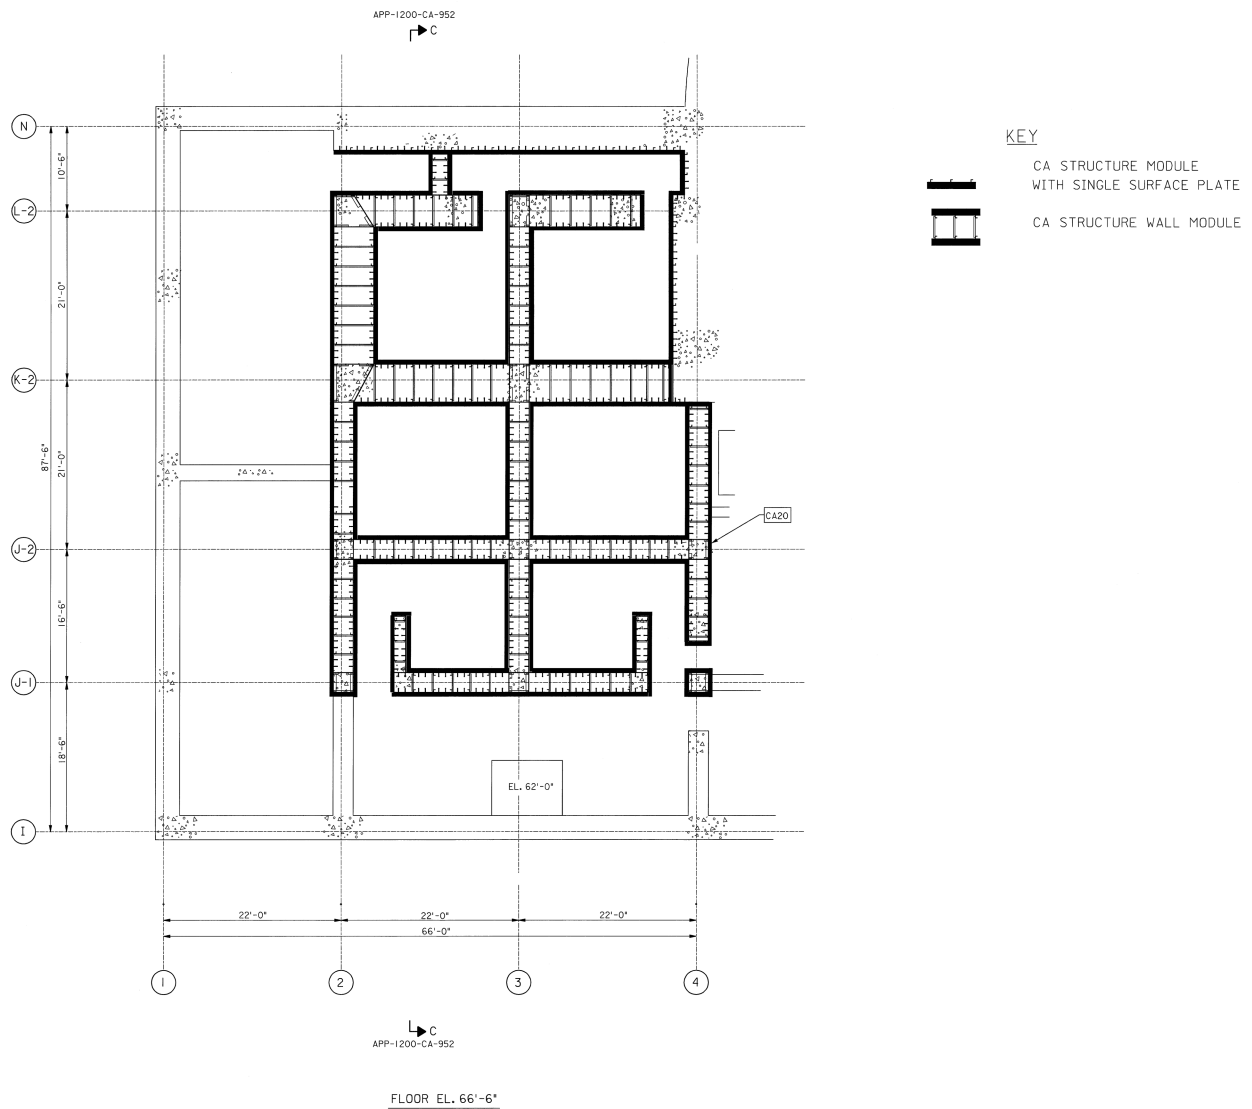 APP-1200-CA-952
C
N
KEY
CA STRUCTURE MODULE
WITH SINGLE SURFACE PLATE
CA STRUCTURE WALL MODULE
10'-6"
L-2
21'-0"
K-2
87'-6"
21'-0"
CA20
J-2
16'-6"
J-1
18'-6"
EL. 62'-0"
I
22'-0"
22'-0"
22'-0"
66'-0"
1
2
3
4
C
APP-1200-CA-952
FLOOR EL. 66'-6"